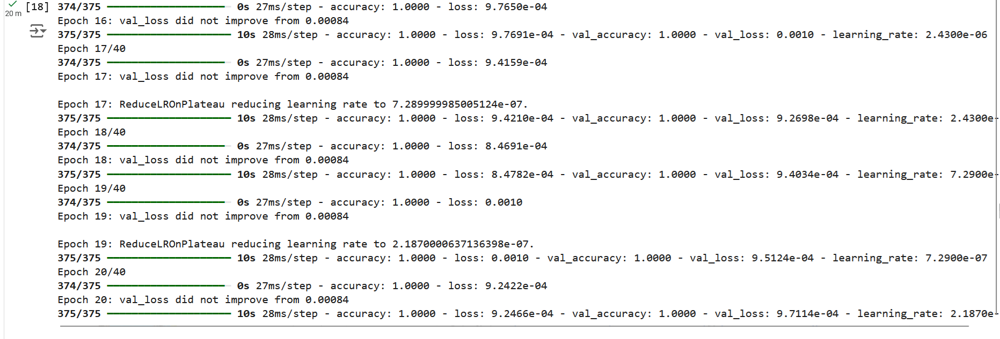 [18] 374/375 0s 27ms/step - accuracy: 1.0000 - loss: 9.7650e-04
20 m
Epoch 16: val_loss did not improve from 0.00084
375/375 10s 28ms/step - accuracy: 1.0000 - loss: 9.7691e-04 - val_accuracy: 1.0000 - val_loss: 0.0010 - learning_rate: 2.4300e-06
Epoch 17/40
374/375 0s 27ms/step - accuracy: 1.0000 - loss: 9.4159e-04
Epoch 17: val_loss did not improve from 0.00084
Epoch 17: ReduceLROnPlateau reducing learning rate to 7.289999985005124e-07.
375/375 10s 28ms/step - accuracy: 1.0000 - loss: 9.4210e-04 - val_accuracy: 1.0000 - val_loss: 9.2698e-04 - learning_rate: 2.4300e-
Epoch 18/40
374/375 0s 27ms/step - accuracy: 1.0000 - loss: 8.4691e-04
Epoch 18: val_loss did not improve from 0.00084
375/375 10s 28ms/step - accuracy: 1.0000 - loss: 8.4782e-04 - val_accuracy: 1.0000 - val_loss: 9.4034e-04 - learning_rate: 7.2900e-
Epoch 19/40
374/375 0s 27ms/step - accuracy: 1.0000 - loss: 0.0010
Epoch 19: val_loss did not improve from 0.00084
Epoch 19: ReduceLROnPlateau reducing learning rate to 2.1870000637136398e-07.
375/375 10s 28ms/step - accuracy: 1.0000 - loss: 0.0010 - val_accuracy: 1.0000 - val_loss: 9.5124e-04 - learning_rate: 7.2900e-07
Epoch 20/40
374/375 0s 27ms/step - accuracy: 1.0000 - loss: 9.2422e-04
Epoch 20: val_loss did not improve from 0.00084
375/375 10s 28ms/step - accuracy: 1.0000 - loss: 9.2466e-04 - val_accuracy: 1.0000 - val_loss: 9.7114e-04 - learning_rate: 2.1870e-